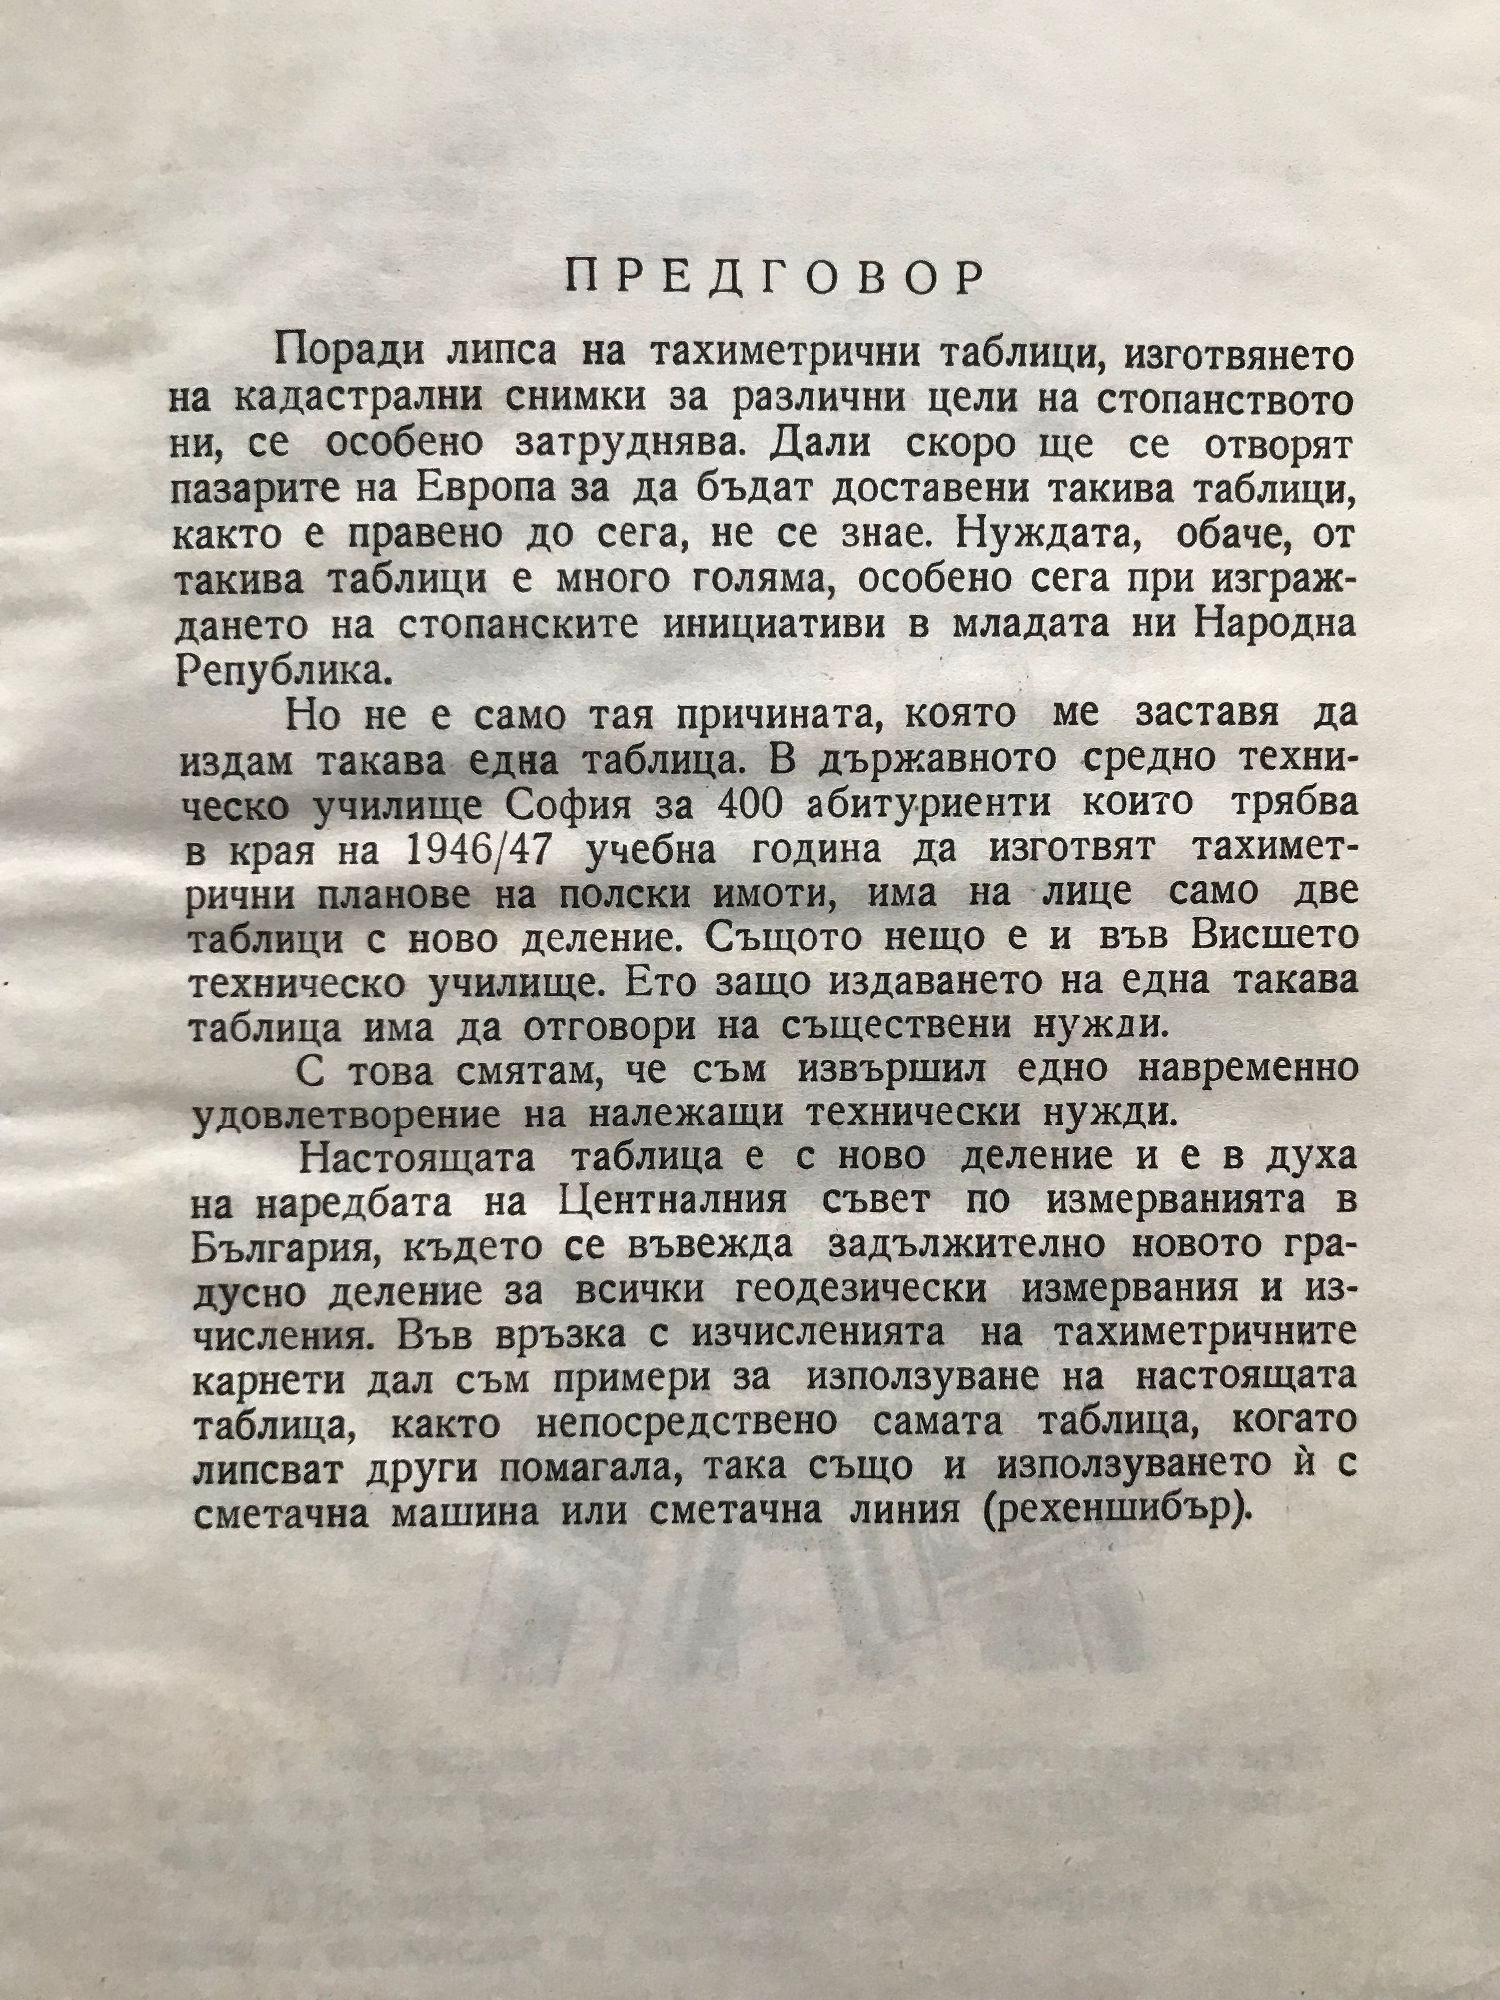 ПРЕДГОВОР
Поради липса на тахиметрични таблици, изготвянето
на кадастрални снимки за различни цели на стопанството
ни, се особено затруднява. Дали скоро ще се отворят
пазарите на Европа за да бъдат доставени такива таблици,
както е правено до сега, не се знае. Нуждата, обаче, от
такива таблици е много голяма, особено сега при изграж-
дането на стопанските инициативи в младата ни Народна
Република.
Но не е само тая причината, която ме заставя да
издам такава една таблица. В държавното средно техни-
ческо училище София за 400 абитуриенти които трябва
в края на 1946/47 учебна година да изготвят тахимет-
рични планове на полски имоти, има на лице само две
таблици с ново деление. Същото нещо е и във Висшето
техническо училище. Ето защо издаването на една такава
таблица има да отговори на съществени нужди.
С това смятам, че съм извършил едно навременно
удовлетворение на належащи технически нужди.
Настоящата таблица е с ново деление и е в духа
на наредбата на Центналния съвет по измерванията в
България, където се въвежда задължително новото гра-
дусно деление за всички геодезически измервания и из-
числения. Във връзка с изчисленията на тахиметричните
карнети дал съм примери за използуване на настоящата
таблица, както непосредствено самата таблица, когато
липсват други помагала, така също и използуването ѝ с
сметачна машина или сметачна линия (рехеншибър).